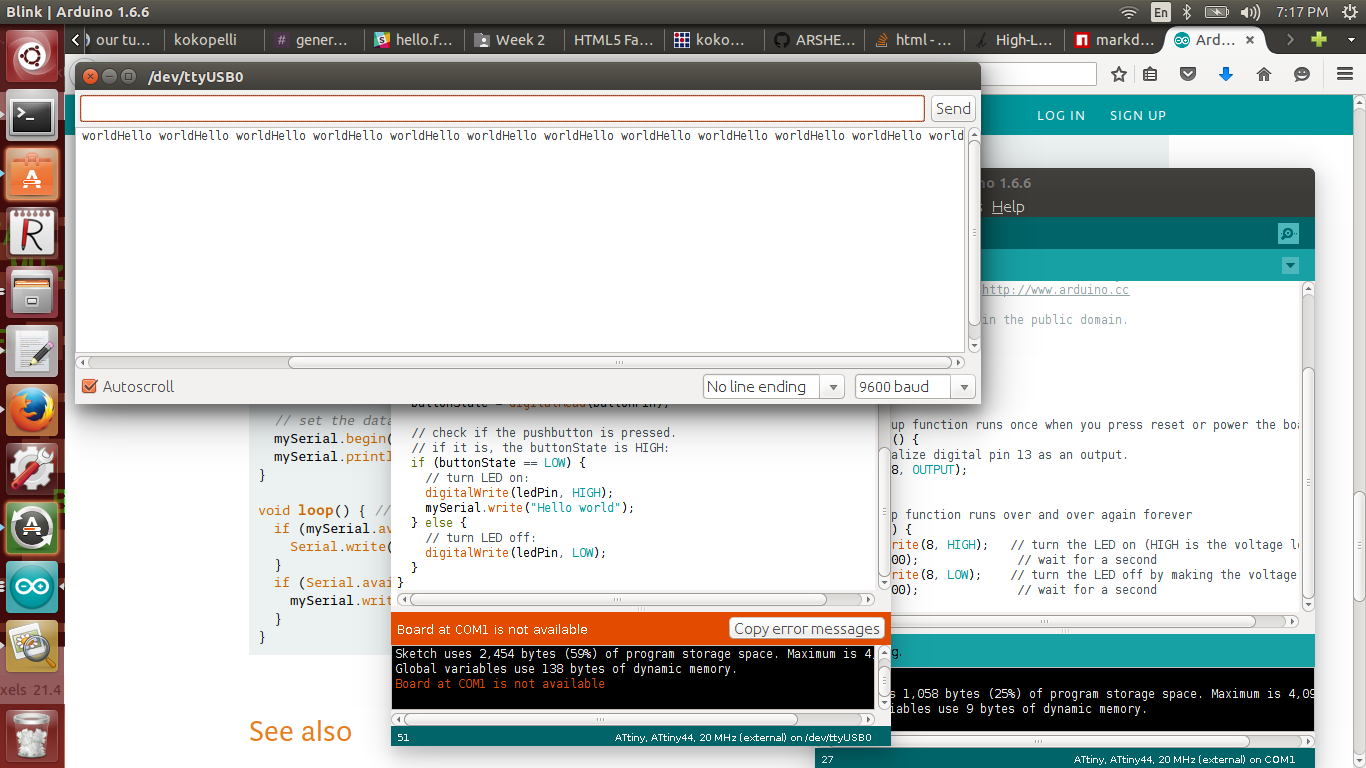 Blink | Arduino 1.6.6
En
7:17 PM
our tu...
kokopelli
# gener...
hello.f...
Week 2
HTML5 Fa...
koko...
ARSHE...
html - ...
High-L...
markd...
Ard...
/dev/ttyUSB0
Send
worldHello worldHello worldHello worldHello worldHello worldHello worldHello worldHello worldHello worldHello worldHello world
Autoscroll
No line ending
9600 baud
LOG IN
SIGN UP
no 1.6.6
Help
http://www.arduino.cc
in the public domain.
up function runs once when you press reset or power the boa
() {
alize digital pin 13 as an output.
8, OUTPUT);
p function runs over and over again forever
) {
rite(8, HIGH);   // turn the LED on (HIGH is the voltage le
00);             // wait for a second
rite(8, LOW);    // turn the LED off by making the voltage
00);             // wait for a second
g.
s 1,058 bytes (25%) of program storage space. Maximum is 4,09
iables use 9 bytes of dynamic memory.
27
ATtiny, ATtiny44, 20 MHz (external) on COM1
// set the data
mySerial.begin(
mySerial.printl
}
void loop() { //
if (mySerial.av
Serial.write(
}
if (Serial.avai
mySerial.writ
}
}
See also
buttonState = digitalRead(buttonPin);
// check if the pushbutton is pressed.
// if it is, the buttonState is HIGH:
if (buttonState == LOW) {
// turn LED on:
digitalWrite(ledPin, HIGH);
mySerial.write("Hello world");
} else {
// turn LED off:
digitalWrite(ledPin, LOW);
}
}
Board at COM1 is not available
Copy error messages
Sketch uses 2,454 bytes (59%) of program storage space. Maximum is 4
Global variables use 138 bytes of dynamic memory.
Board at COM1 is not available
51
ATtiny, ATtiny44, 20 MHz (external) on /dev/ttyUSB0
xels 21.4